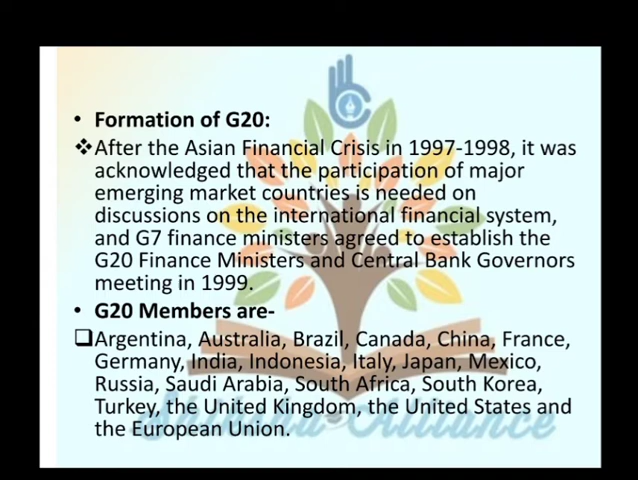 • Formation of G20:
❖After the Asian Financial Crisis in 1997-1998, it was
acknowledged that the participation of major
emerging market countries is needed on
discussions on the international financial system,
and G7 finance ministers agreed to establish the
G20 Finance Ministers and Central Bank Governors
meeting in 1999.
• G20 Members are-
❑Argentina, Australia, Brazil, Canada, China, France,
Germany, India, Indonesia, Italy, Japan, Mexico,
Russia, Saudi Arabia, South Africa, South Korea,
Turkey, the United Kingdom, the United States and
the European Union.
Alliance